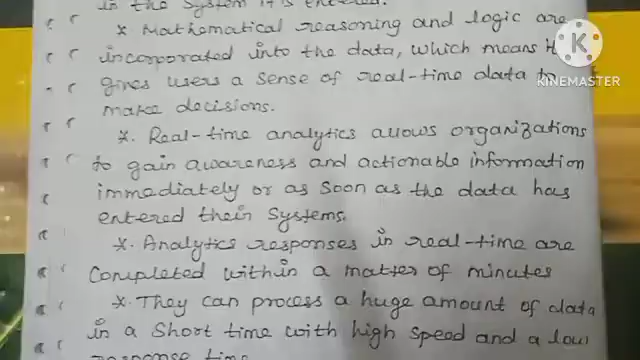 in the system it is entered.
* Mathematical reasoning and logic are
incorporated into the data, which means
gives users a sense of real-time data to
make decisions.
*. Real-time analytics allows organizations
to gain awareness and actionable information
immediately or as soon as the data has
entered their systems.
*. Analytics responses in real-time are
completed within a matter of minutes
*. They can process a huge amount of data
in a short time with high speed and a low
response time
KINEMASTER